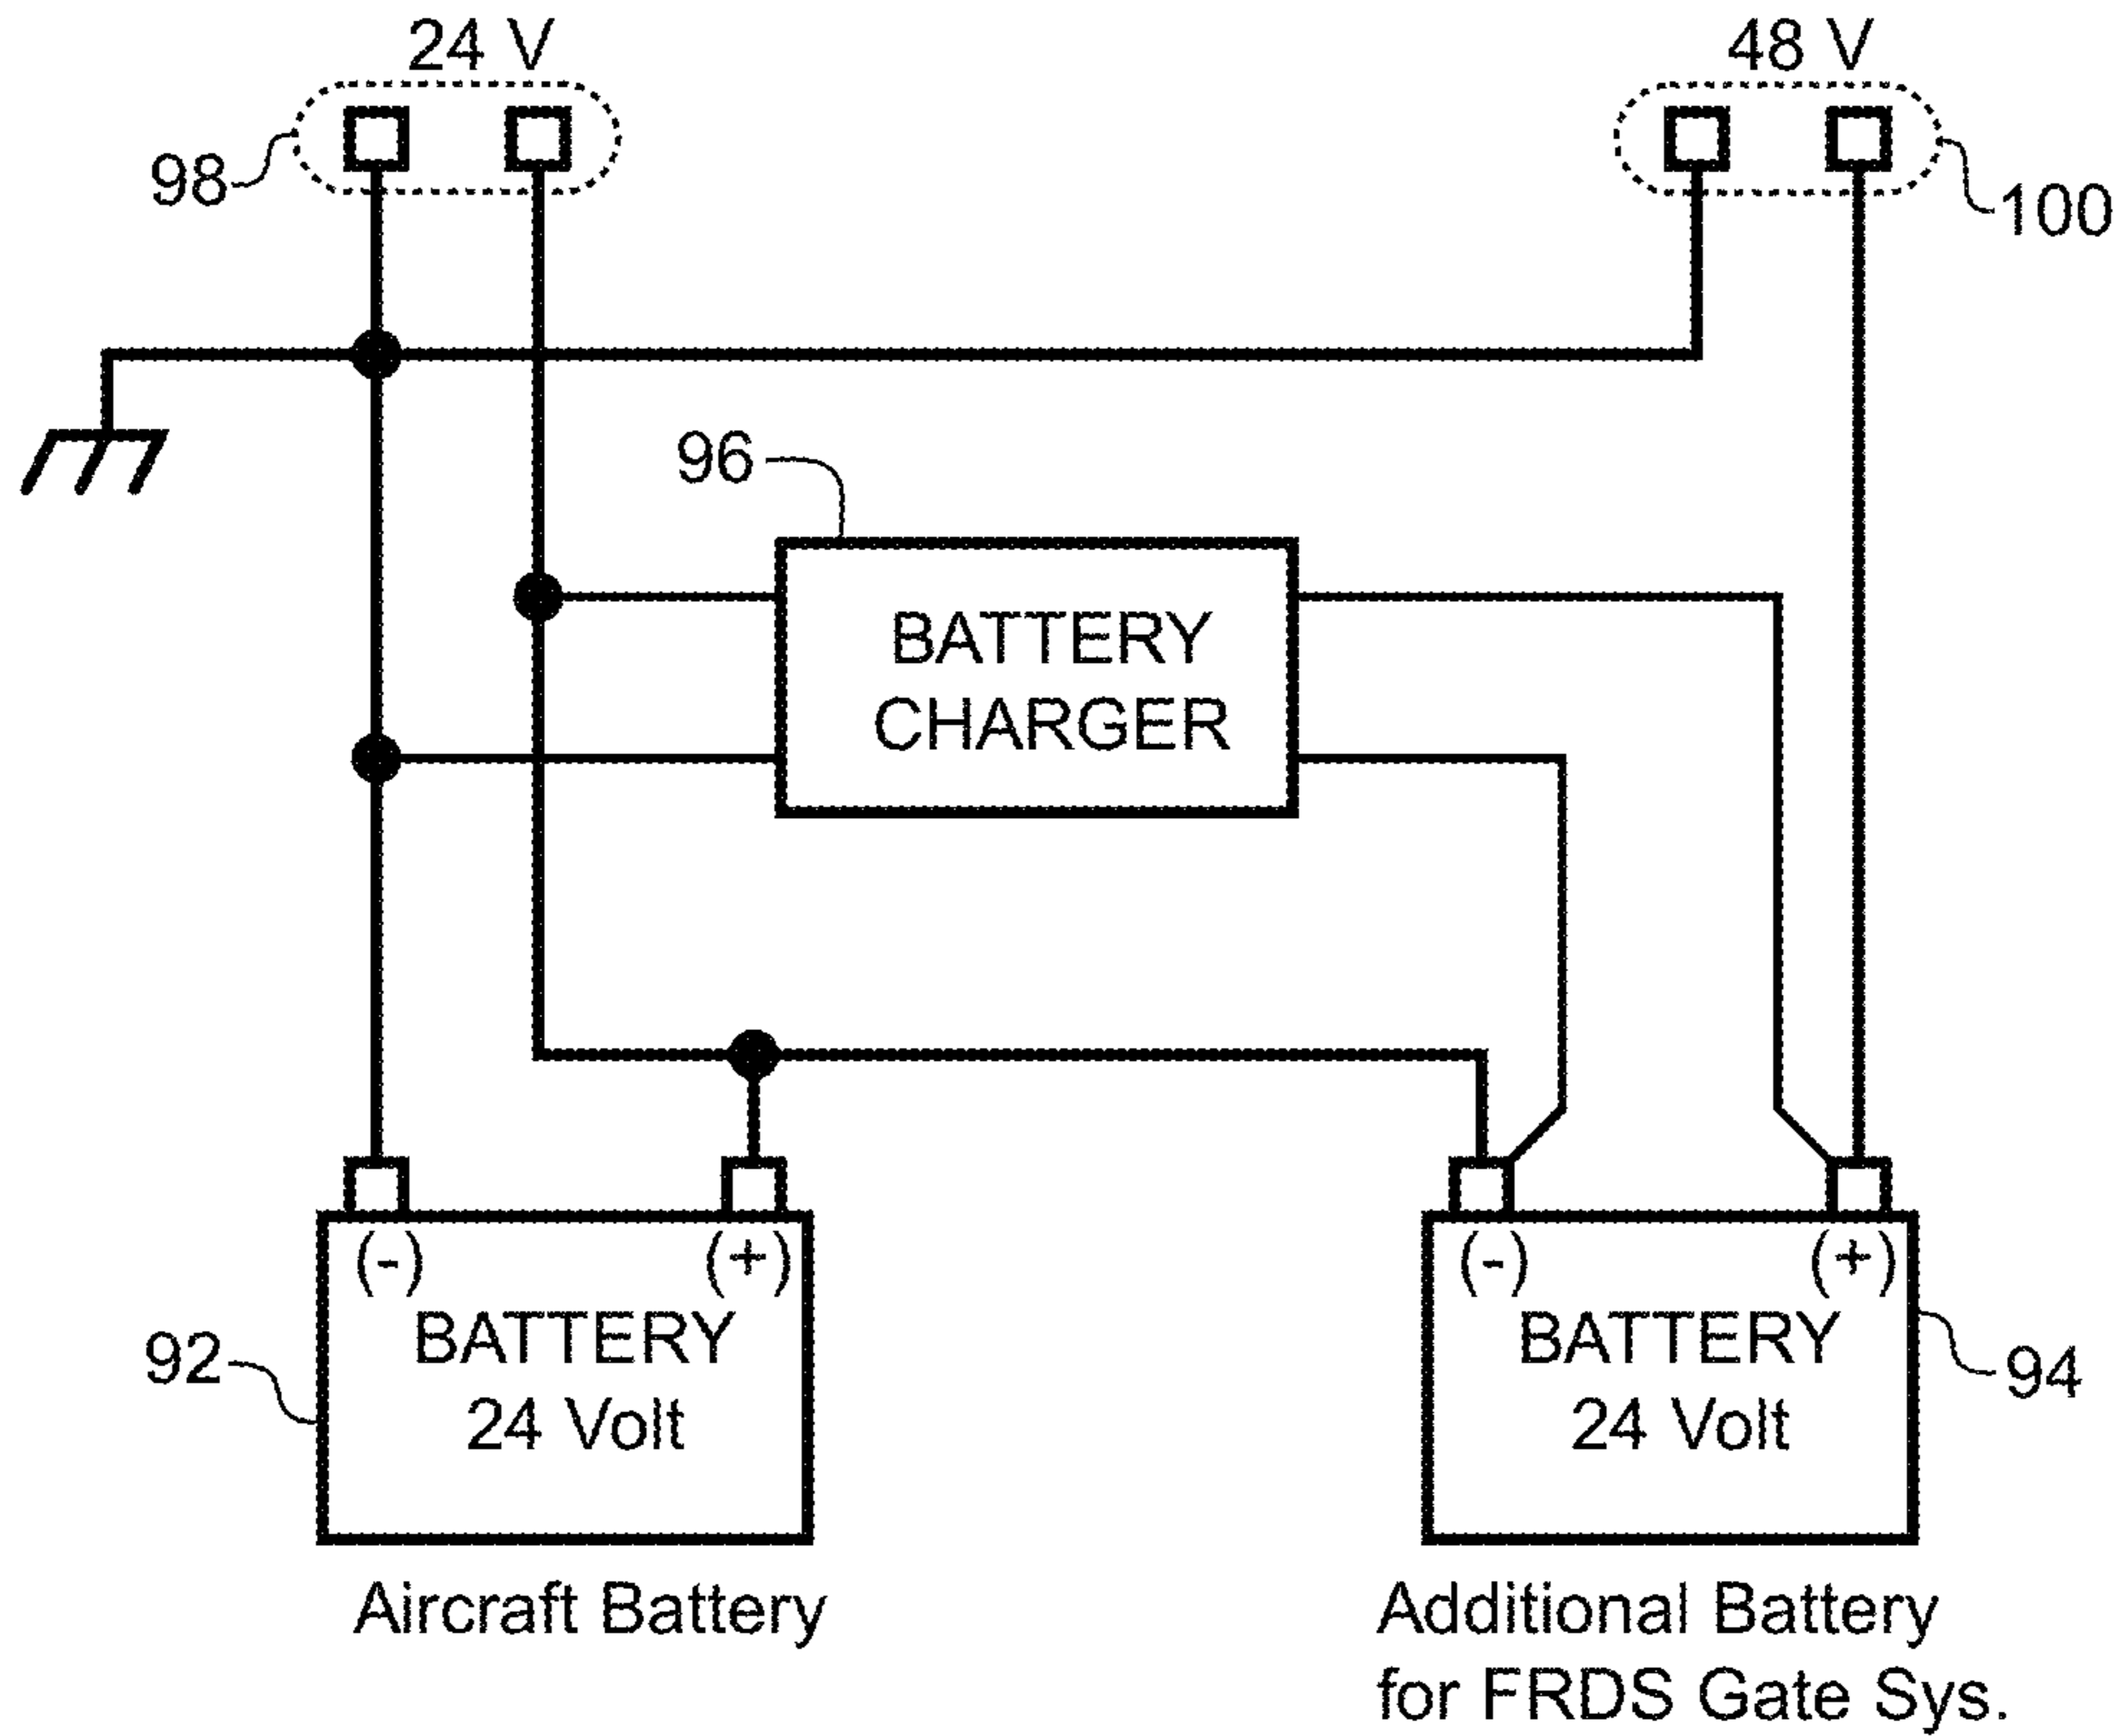 24 V
48 V
98
100
96
BATTERY
CHARGER
(-)
(+)
(-)
(+)
BATTERY
24 Volt
BATTERY
24 Volt
92
94
Aircraft Battery
Additional Battery
for FRDS Gate Sys.